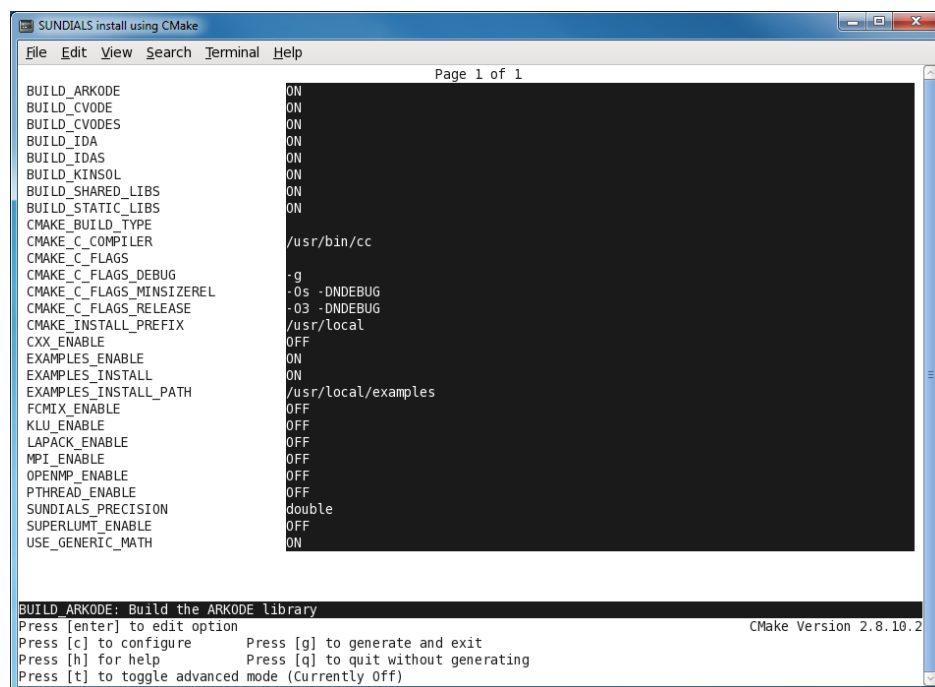 SUNDIALS install using CMake
File Edit View Search Terminal Help
Page 1 of 1
BUILD_ARKODE ON
BUILD_CVODE ON
BUILD_CVODES ON
BUILD_IDA ON
BUILD_IDAS ON
BUILD_KINSOL ON
BUILD_SHARED_LIBS ON
BUILD_STATIC_LIBS ON
CMAKE_BUILD_TYPE
CMAKE_C_COMPILER /usr/bin/cc
CMAKE_C_FLAGS
CMAKE_C_FLAGS_DEBUG -g
CMAKE_C_FLAGS_MINSIZEREL -Os -DNDEBUG
CMAKE_C_FLAGS_RELEASE -O3 -DNDEBUG
CMAKE_INSTALL_PREFIX /usr/local
CXX_ENABLE OFF
EXAMPLES_ENABLE ON
EXAMPLES_INSTALL ON
EXAMPLES_INSTALL_PATH /usr/local/examples
FCMIX_ENABLE OFF
KLU_ENABLE OFF
LAPACK_ENABLE OFF
MPI_ENABLE OFF
OPENMP_ENABLE OFF
PTHREAD_ENABLE OFF
SUNDIALS_PRECISION double
SUPERLUMT_ENABLE OFF
USE_GENERIC_MATH ON
BUILD_ARKODE: Build the ARKODE library
Press [enter] to edit option CMake Version 2.8.10.2
Press [c] to configure Press [g] to generate and exit
Press [h] for help Press [q] to quit without generating
Press [t] to toggle advanced mode (Currently Off)